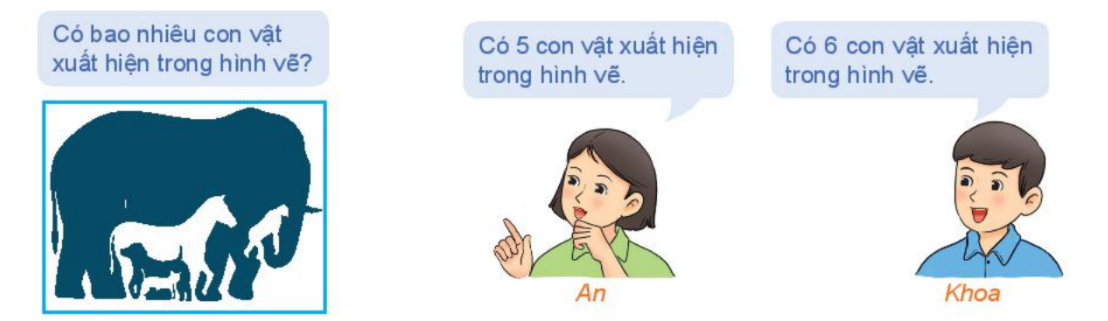 Có bao nhiêu con vật
xuất hiện trong hình vẽ?
Có 5 con vật xuất hiện
trong hình vẽ.
Có 6 con vật xuất hiện
trong hình vẽ.
An
Khoa